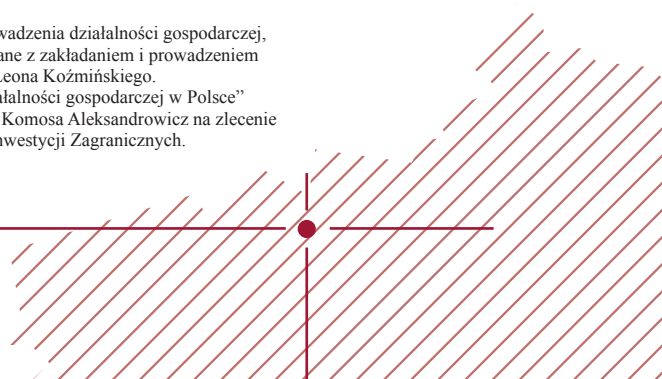 wadzenia działalności gospodarczej,
ane z zakładaniem i prowadzeniem
Leona Koźmińskiego.
ałalności gospodarczej w Polsce”
Komosa Aleksandrowicz na zlecenie
nwestycji Zagranicznych.